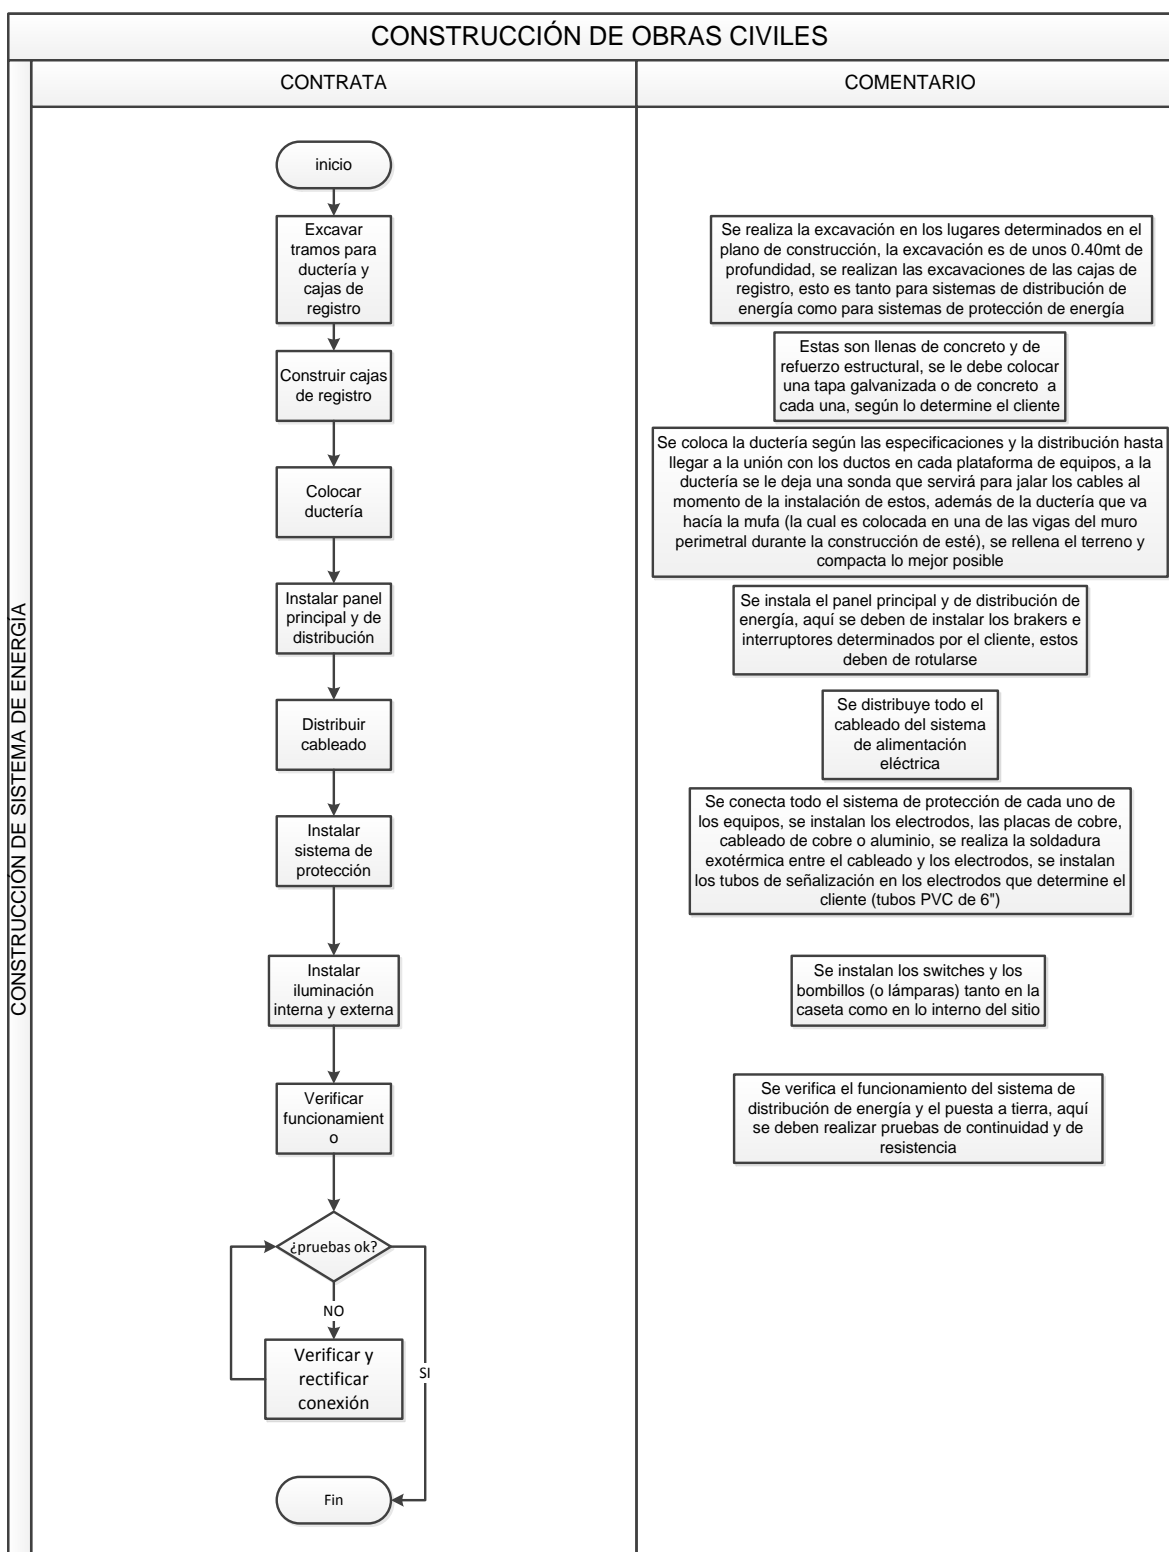 CONSTRUCCIÓN DE OBRAS CIVILES
CONTRATA
COMENTARIO
CONSTRUCCIÓN DE SISTEMA DE ENERGÍA
inicio
Excavar
tramos para
ductería y
cajas de
registro
Se realiza la excavación en los lugares determinados en el
plano de construcción, la excavación es de unos 0.40mt de
profundidad, se realizan las excavaciones de las cajas de
registro, esto es tanto para sistemas de distribución de
energía como para sistemas de protección de energía
Construir cajas
de registro
Estas son llenas de concreto y de
refuerzo estructural, se le debe colocar
una tapa galvanizada o de concreto a
cada una, según lo determine el cliente
Colocar
ductería
Se coloca la ductería según las especificaciones y la distribución hasta
llegar a la unión con los ductos en cada plataforma de equipos, a la
ductería se le deja una sonda que servirá para jalar los cables al
momento de la instalación de estos, además de la ductería que va
hacía la mufa (la cual es colocada en una de las vigas del muro
perimetral durante la construcción de esté), se rellena el terreno y
compacta lo mejor posible
Instalar panel
principal y de
distribución
Se instala el panel principal y de distribución de
energía, aquí se deben de instalar los brakers e
interruptores determinados por el cliente, estos
deben de rotularse
Distribuir
cableado
Se distribuye todo el
cableado del sistema
de alimentación
eléctrica
Instalar
sistema de
protección
Se conecta todo el sistema de protección de cada uno de
los equipos, se instalan los electrodos, las placas de cobre,
cableado de cobre o aluminio, se realiza la soldadura
exotérmica entre el cableado y los electrodos, se instalan
los tubos de señalización en los electrodos que determine el
cliente (tubos PVC de 6")
Instalar
iluminación
interna y externa
Se instalan los switches y los
bombillos (o lámparas) tanto en la
caseta como en lo interno del sitio
Verificar
funcionamient
o
Se verifica el funcionamiento del sistema de
distribución de energía y el puesta a tierra, aquí
se deben realizar pruebas de continuidad y de
resistencia
¿pruebas ok?
NO
Verificar y
rectificar
conexión
SI
Fin